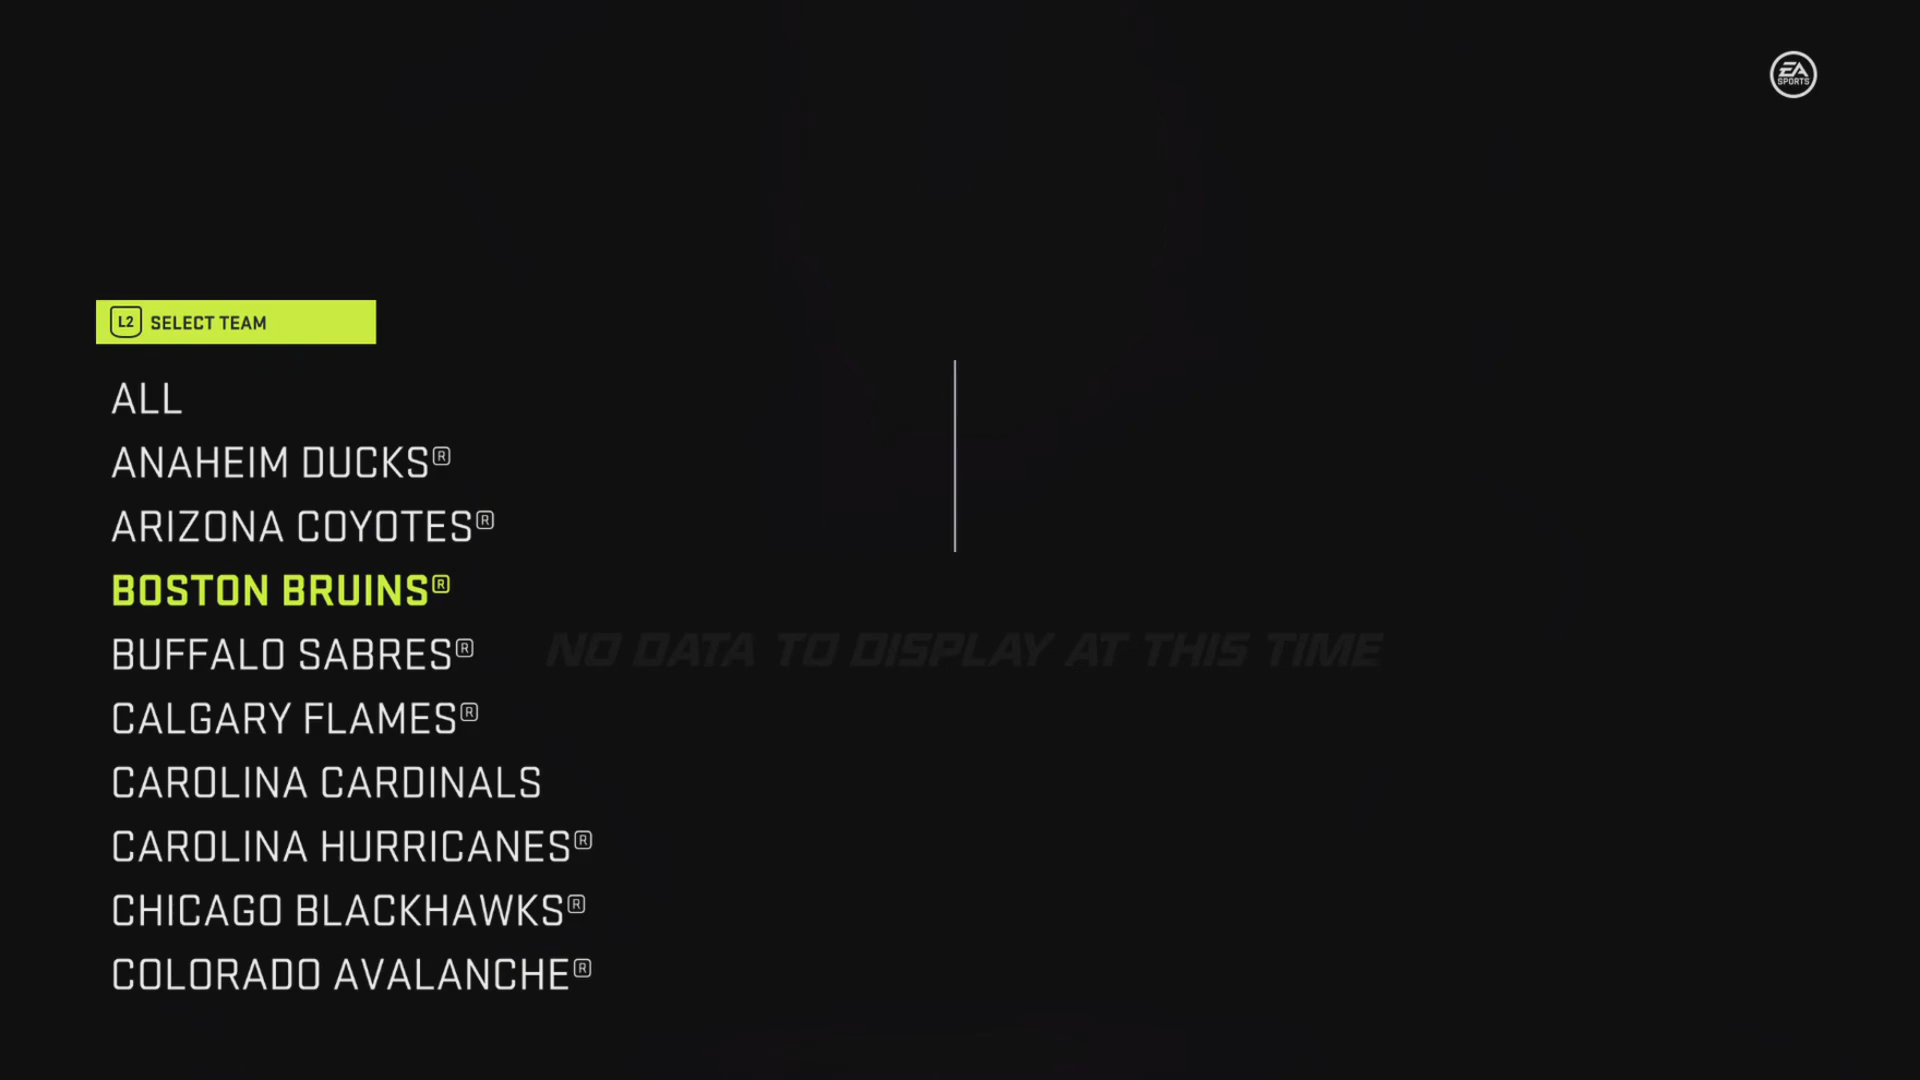 EA
SPORTS
L2 SELECT TEAM
ALL
ANAHEIM DUCKS®
ARIZONA COYOTES®
BOSTON BRUINS®
BUFFALO SABRES®
NO DATA TO DISPLAY AT THIS TIME
CALGARY FLAMES®
CAROLINA CARDINALS
CAROLINA HURRICANES®
CHICAGO BLACKHAWKS®
COLORADO AVALANCHE®